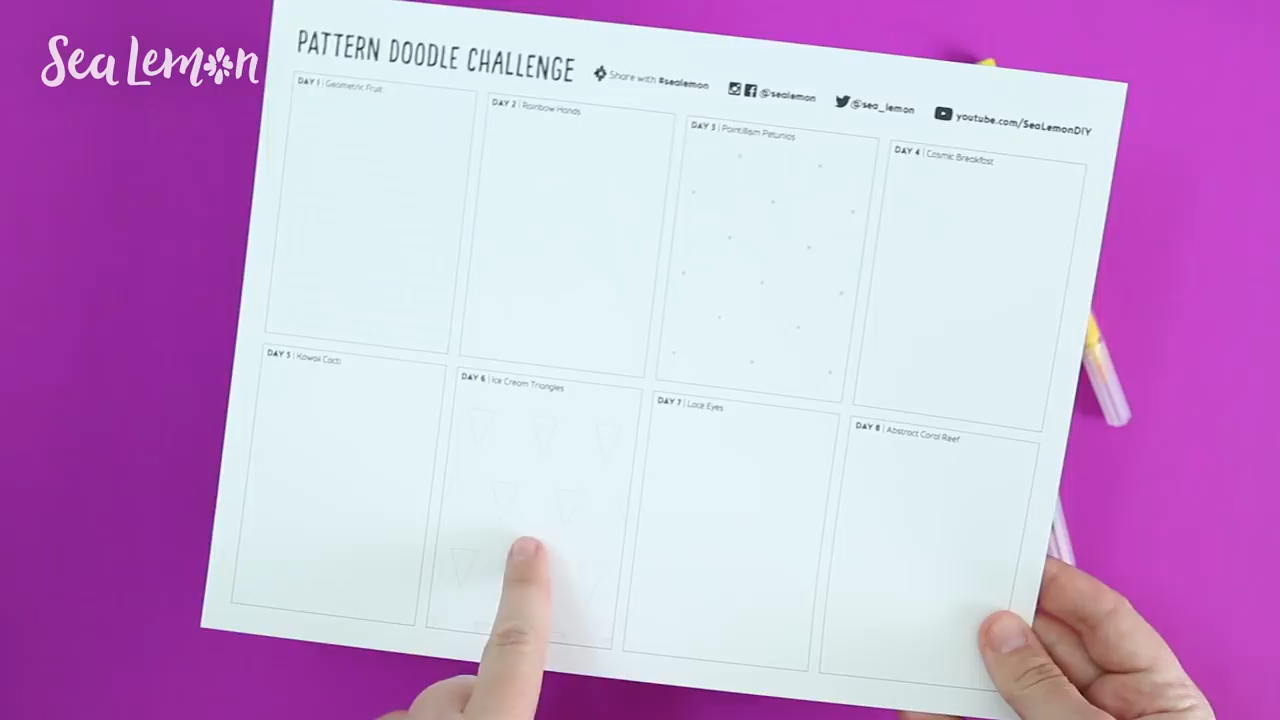 Sea Lemon
PATTERN DOODLE CHALLENGE
Share with #sealemon
@sealemon
@sea_lemon
youtube.com/SeaLemonDIY
DAY 1 | Geometric Fruit
DAY 2 | Rainbow Hands
DAY 3 | Pointillism Petunias
DAY 4 | Cosmic Breakfast
DAY 5 | Kawaii Cacti
DAY 6 | Ice Cream Triangles
DAY 7 | Lace Eyes
DAY 8 | Abstract Coral Reef